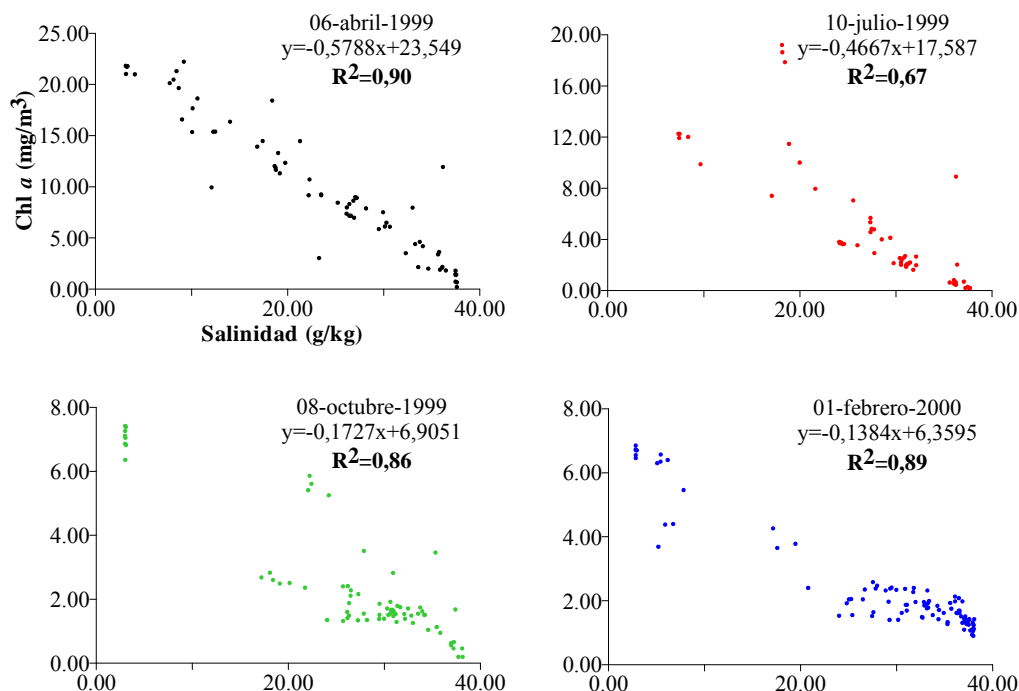 06-abril-1999
y=-0,5788x+23,549
R²=0,90
25.00
20.00
15.00
10.00
5.00
0.00
Chl a (mg/m³)
0.00 20.00 40.00
Salinidad (g/kg)
10-julio-1999
y=-0,4667x+17,587
R²=0,67
20.00
16.00
12.00
8.00
4.00
0.00
0.00 20.00 40.00
08-octubre-1999
y=-0,1727x+6,9051
R²=0,86
8.00
6.00
4.00
2.00
0.00
0.00 20.00 40.00
01-febrero-2000
y=-0,1384x+6,3595
R²=0,89
8.00
6.00
4.00
2.00
0.00
0.00 20.00 40.00